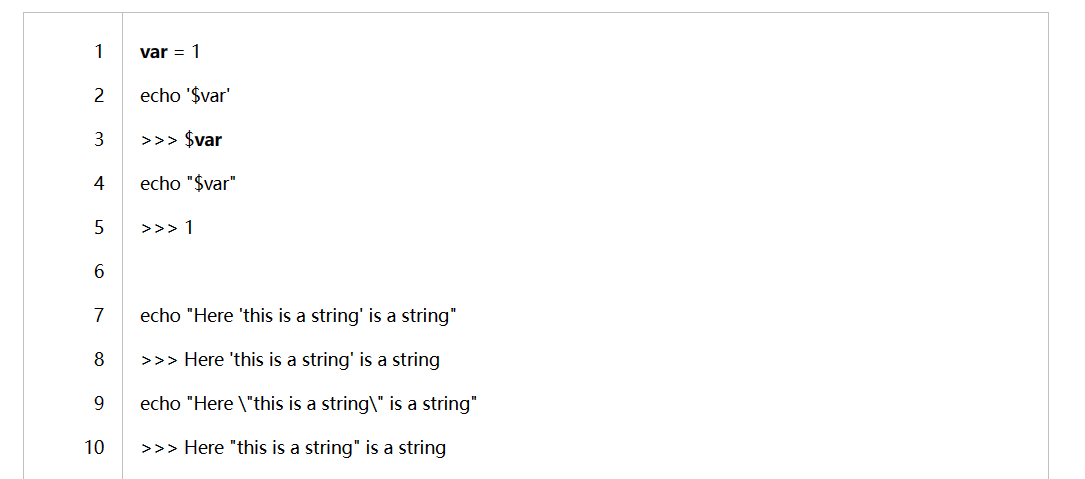 1 var = 1
2 echo '$var'
3 >>> $var
4 echo "$var"
5 >>> 1
6
7 echo "Here 'this is a string' is a string"
8 >>> Here 'this is a string' is a string
9 echo "Here \"this is a string\" is a string"
10 >>> Here "this is a string" is a string